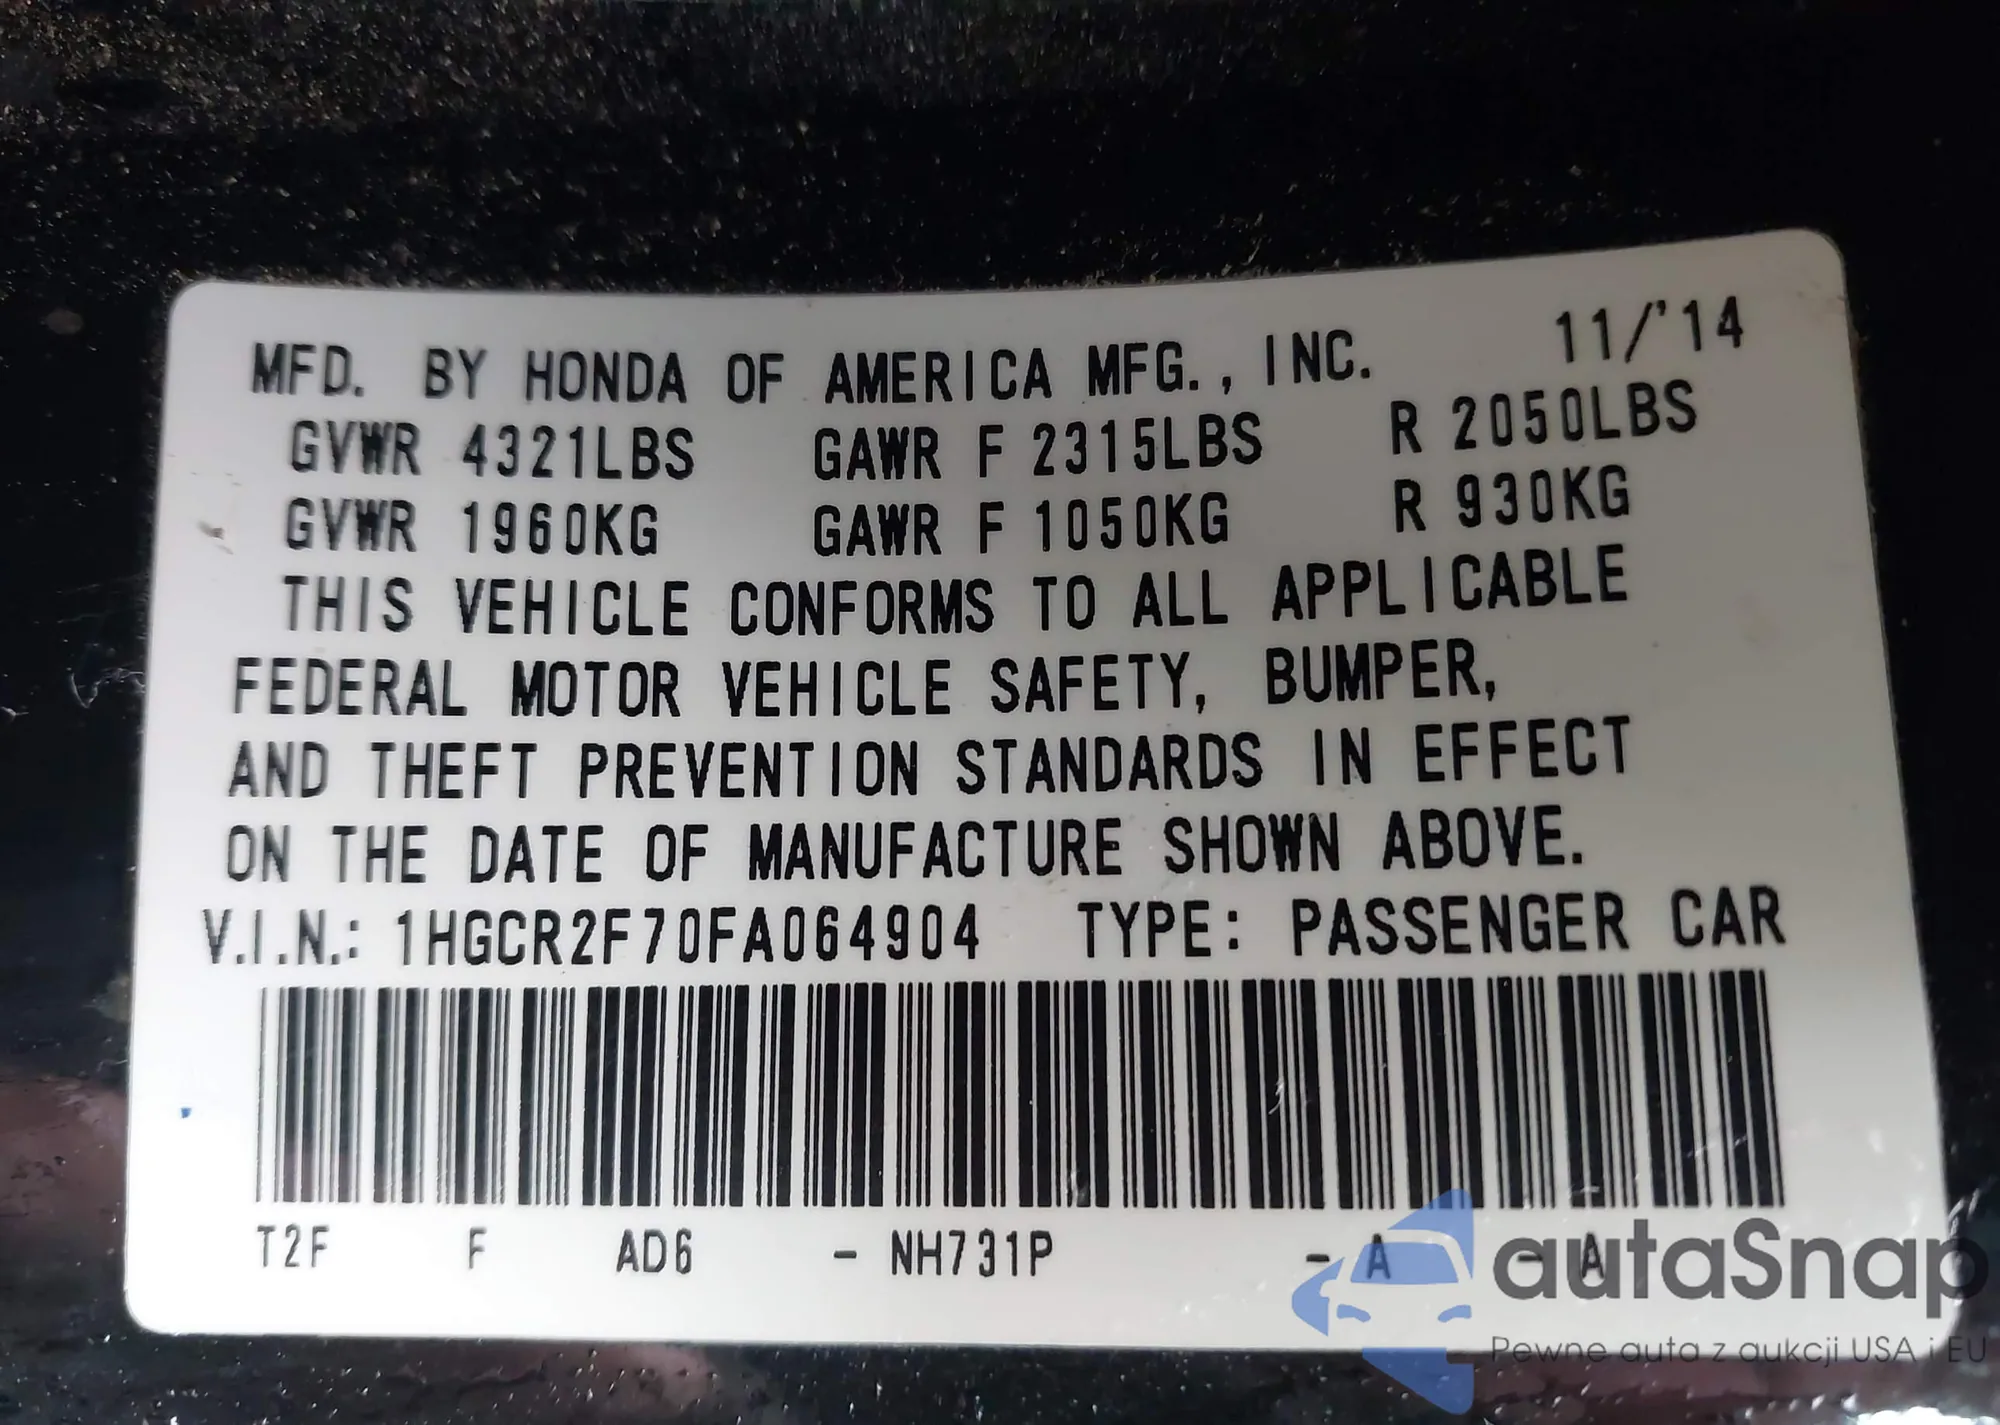 MFD. BY HONDA OF AMERICA MFG., INC. 11/'14
GVWR 4321LBS GAWR F 2315LBS R 2050LBS
GVWR 1960KG GAWR F 1050KG R 930KG
THIS VEHICLE CONFORMS TO ALL APPLICABLE
FEDERAL MOTOR VEHICLE SAFETY, BUMPER,
AND THEFT PREVENTION STANDARDS IN EFFECT
ON THE DATE OF MANUFACTURE SHOWN ABOVE.
V.I.N.: 1HGCR2F70FA064904 TYPE: PASSENGER CAR
T2F F AD6 - NH731P - A - A
autaSnap
Pewne auta z aukcji USA i EU